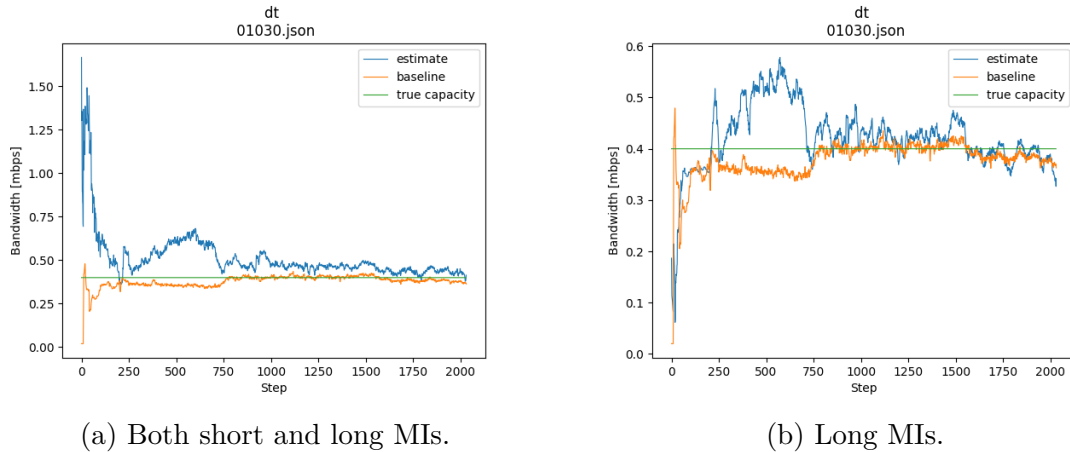 dt
01030.json
estimate
baseline
true capacity
1.50
1.25
1.00
0.75
0.50
0.25
0.00
Bandwidth [mbps]
0 250 500 750 1000 1250 1500 1750 2000
Step
(a) Both short and long MIs.
dt
01030.json
estimate
baseline
true capacity
0.6
0.5
0.4
0.3
0.2
0.1
0.0
Bandwidth [mbps]
0 250 500 750 1000 1250 1500 1750 2000
Step
(b) Long MIs.